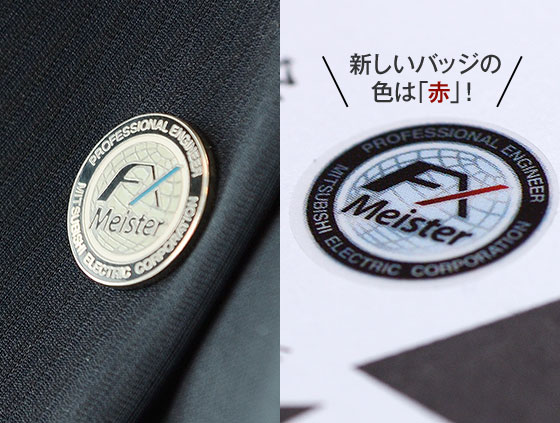 PROFESSIONAL ENGINEER
FX
Meister
MITSUBISHI ELECTRIC CORPORATION
新しいバッジの
色は「赤」!
PROFESSIONAL ENGINEER
FX
Meister
MITSUBISHI ELECTRIC CORPORATION